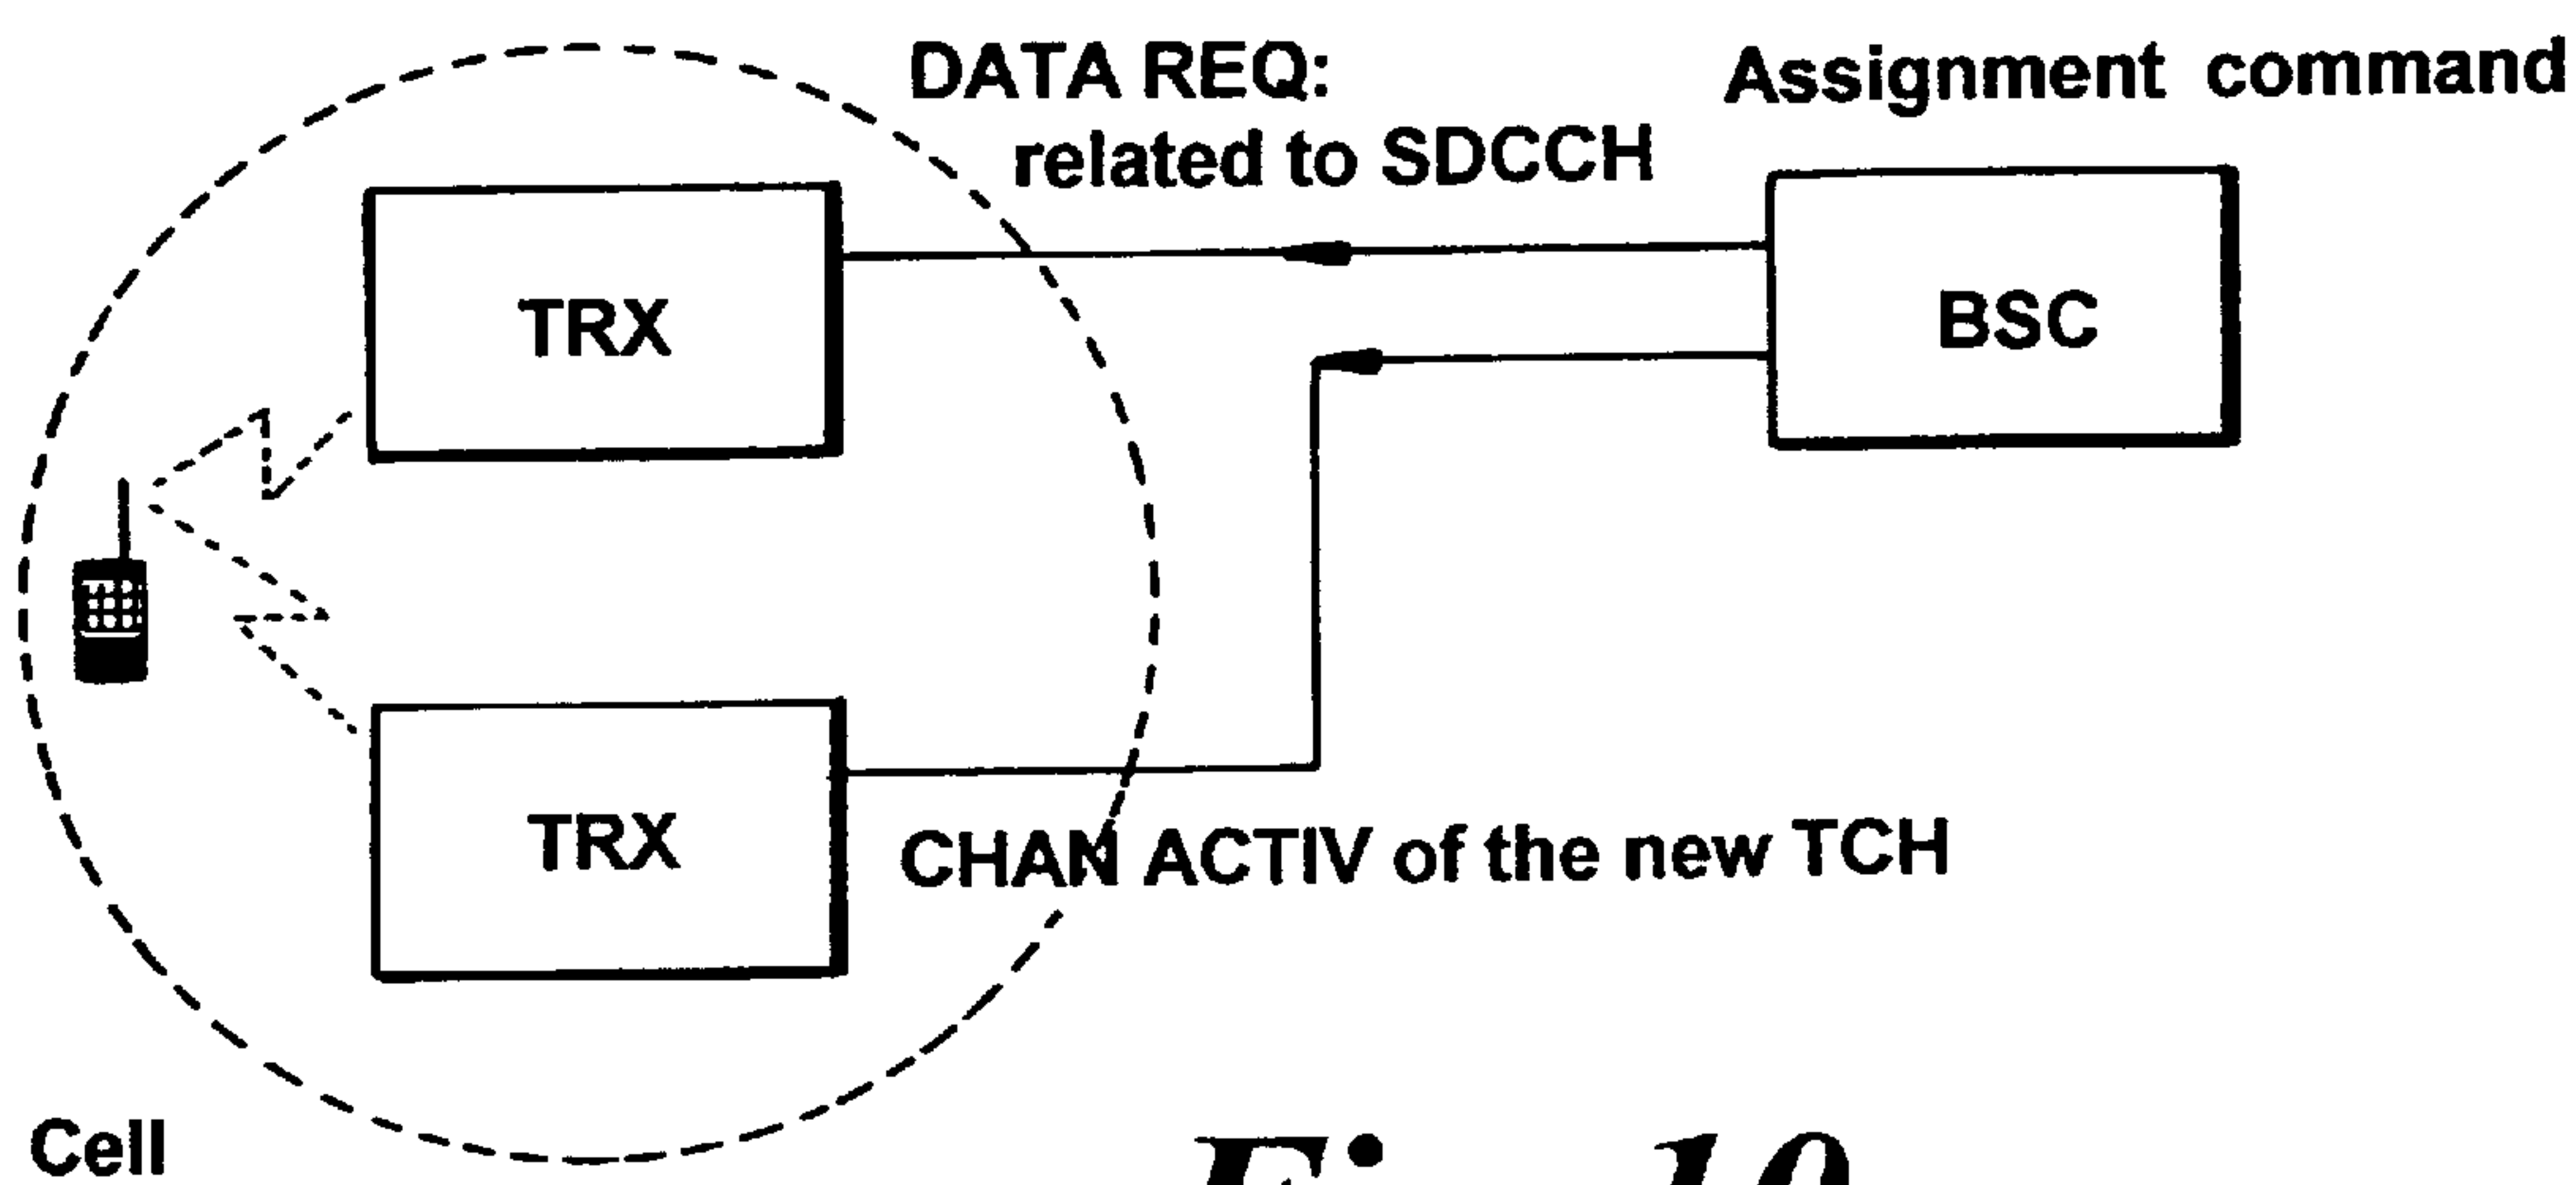 DATA REQ:
related to SDCCH
Assignment command
TRX
BSC
TRX
CHAN ACTIV of the new TCH
Cell